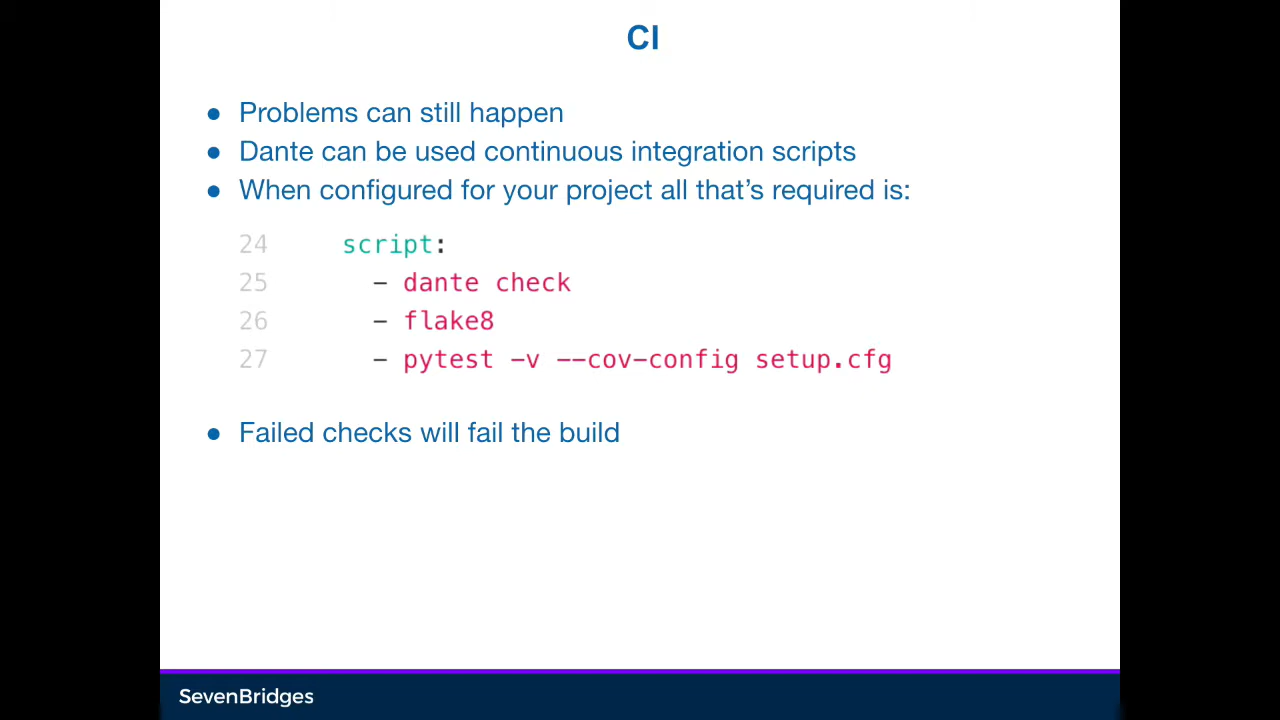 CI
● Problems can still happen
● Dante can be used continuous integration scripts
● When configured for your project all that’s required is:
24 script:
25 - dante check
26 - flake8
27 - pytest -v --cov-config setup.cfg
● Failed checks will fail the build
SevenBridges